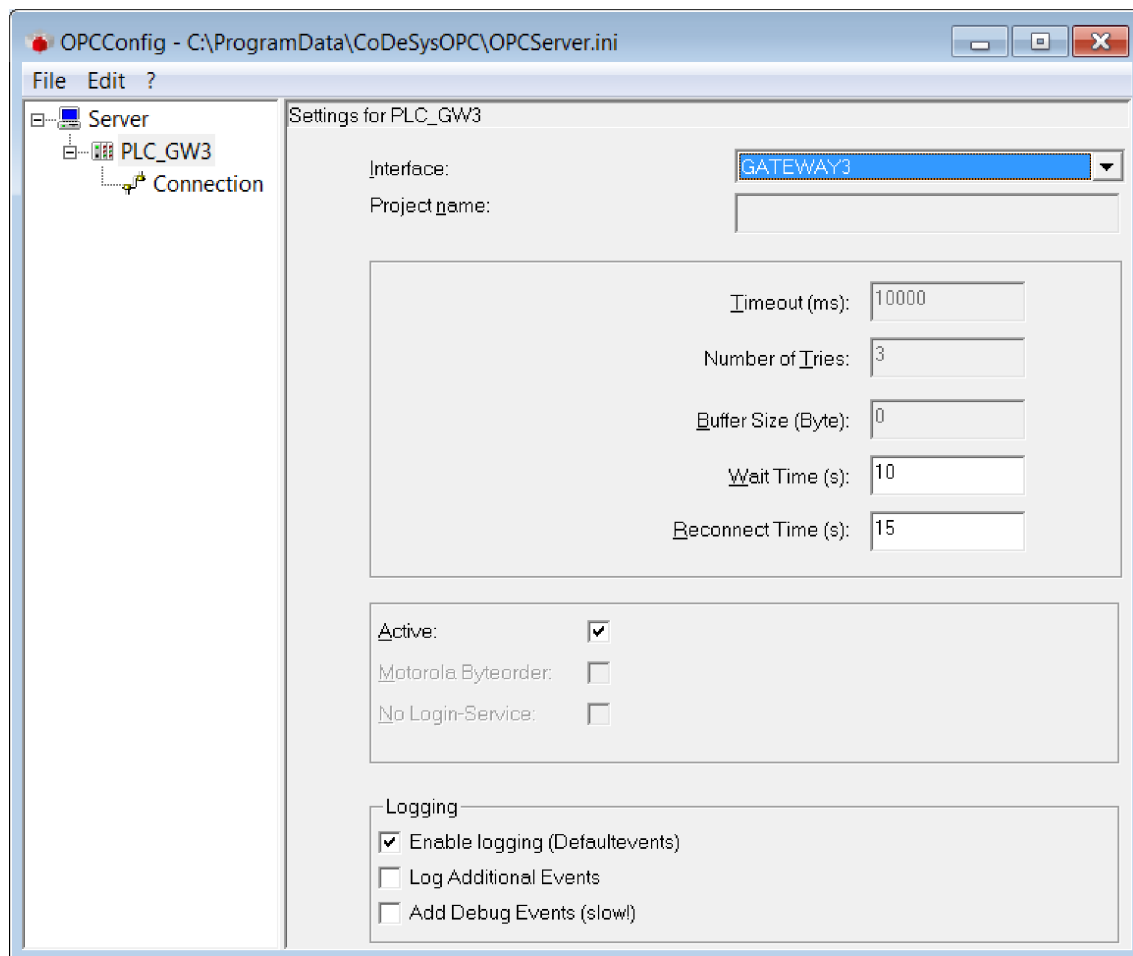 OPCConfig - C:\ProgramData\CoDeSysOPC\OPCServer.ini
File Edit ?
Server
PLC_GW3
Connection
Settings for PLC_GW3
Interface: GATEWAY3
Project name:
Timeout (ms): 10000
Number of Tries: 3
Buffer Size (Byte): 0
Wait Time (s): 10
Reconnect Time (s): 15
Active:
Motorola Byteorder:
No Login-Service:
Logging
Enable logging (Defaultevents)
Log Additional Events
Add Debug Events (slow!)